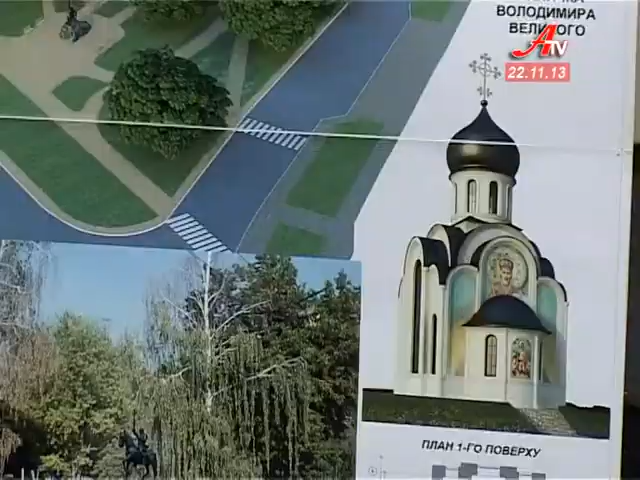 ВОЛОДИМИРА
ВЕЛИКОГО
ATV
22.11.13
ПЛАН 1-ГО ПОВЕРХУ